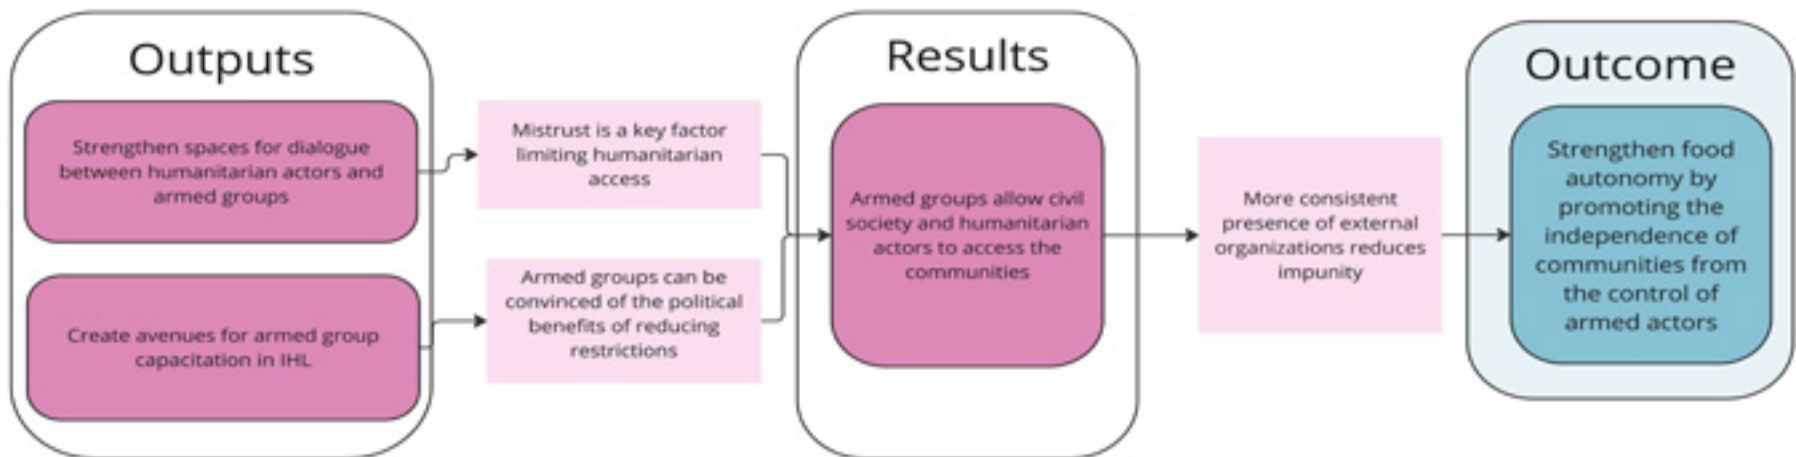 Outputs
Strengthen spaces for dialogue
between humanitarian actors and
armed groups
Create avenues for armed group
capacitation in IHL
Mistrust is a key factor
limiting humanitarian
access
Armed groups can be
convinced of the political
benefits of reducing
restrictions
Results
Armed groups allow civil
society and humanitarian
actors to access the
communities
More consistent
presence of external
organizations reduces
impunity
Outcome
Strengthen food
autonomy by
promoting the
independence of
communities from
the control of
armed actors